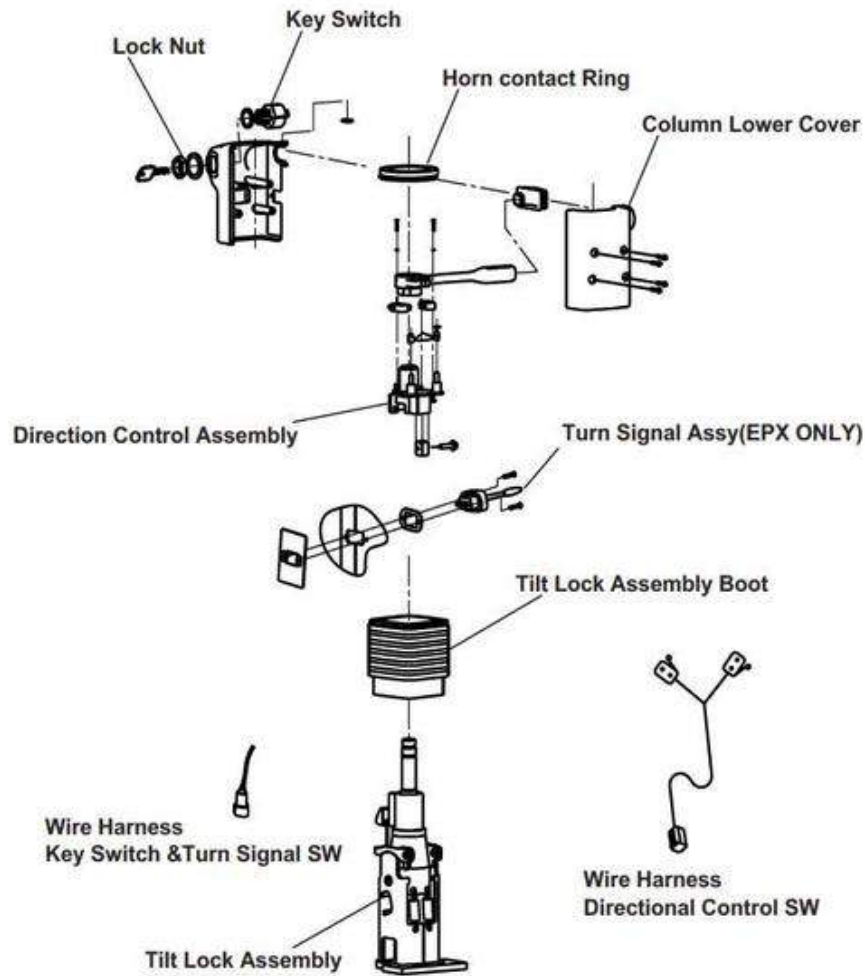 Key Switch
Lock Nut
Horn contact Ring
Column Lower Cover
Direction Control Assembly
Turn Signal Assy(EPX ONLY)
Tilt Lock Assembly Boot
Wire Harness
Key Switch &Turn Signal SW
Wire Harness
Directional Control SW
Tilt Lock Assembly